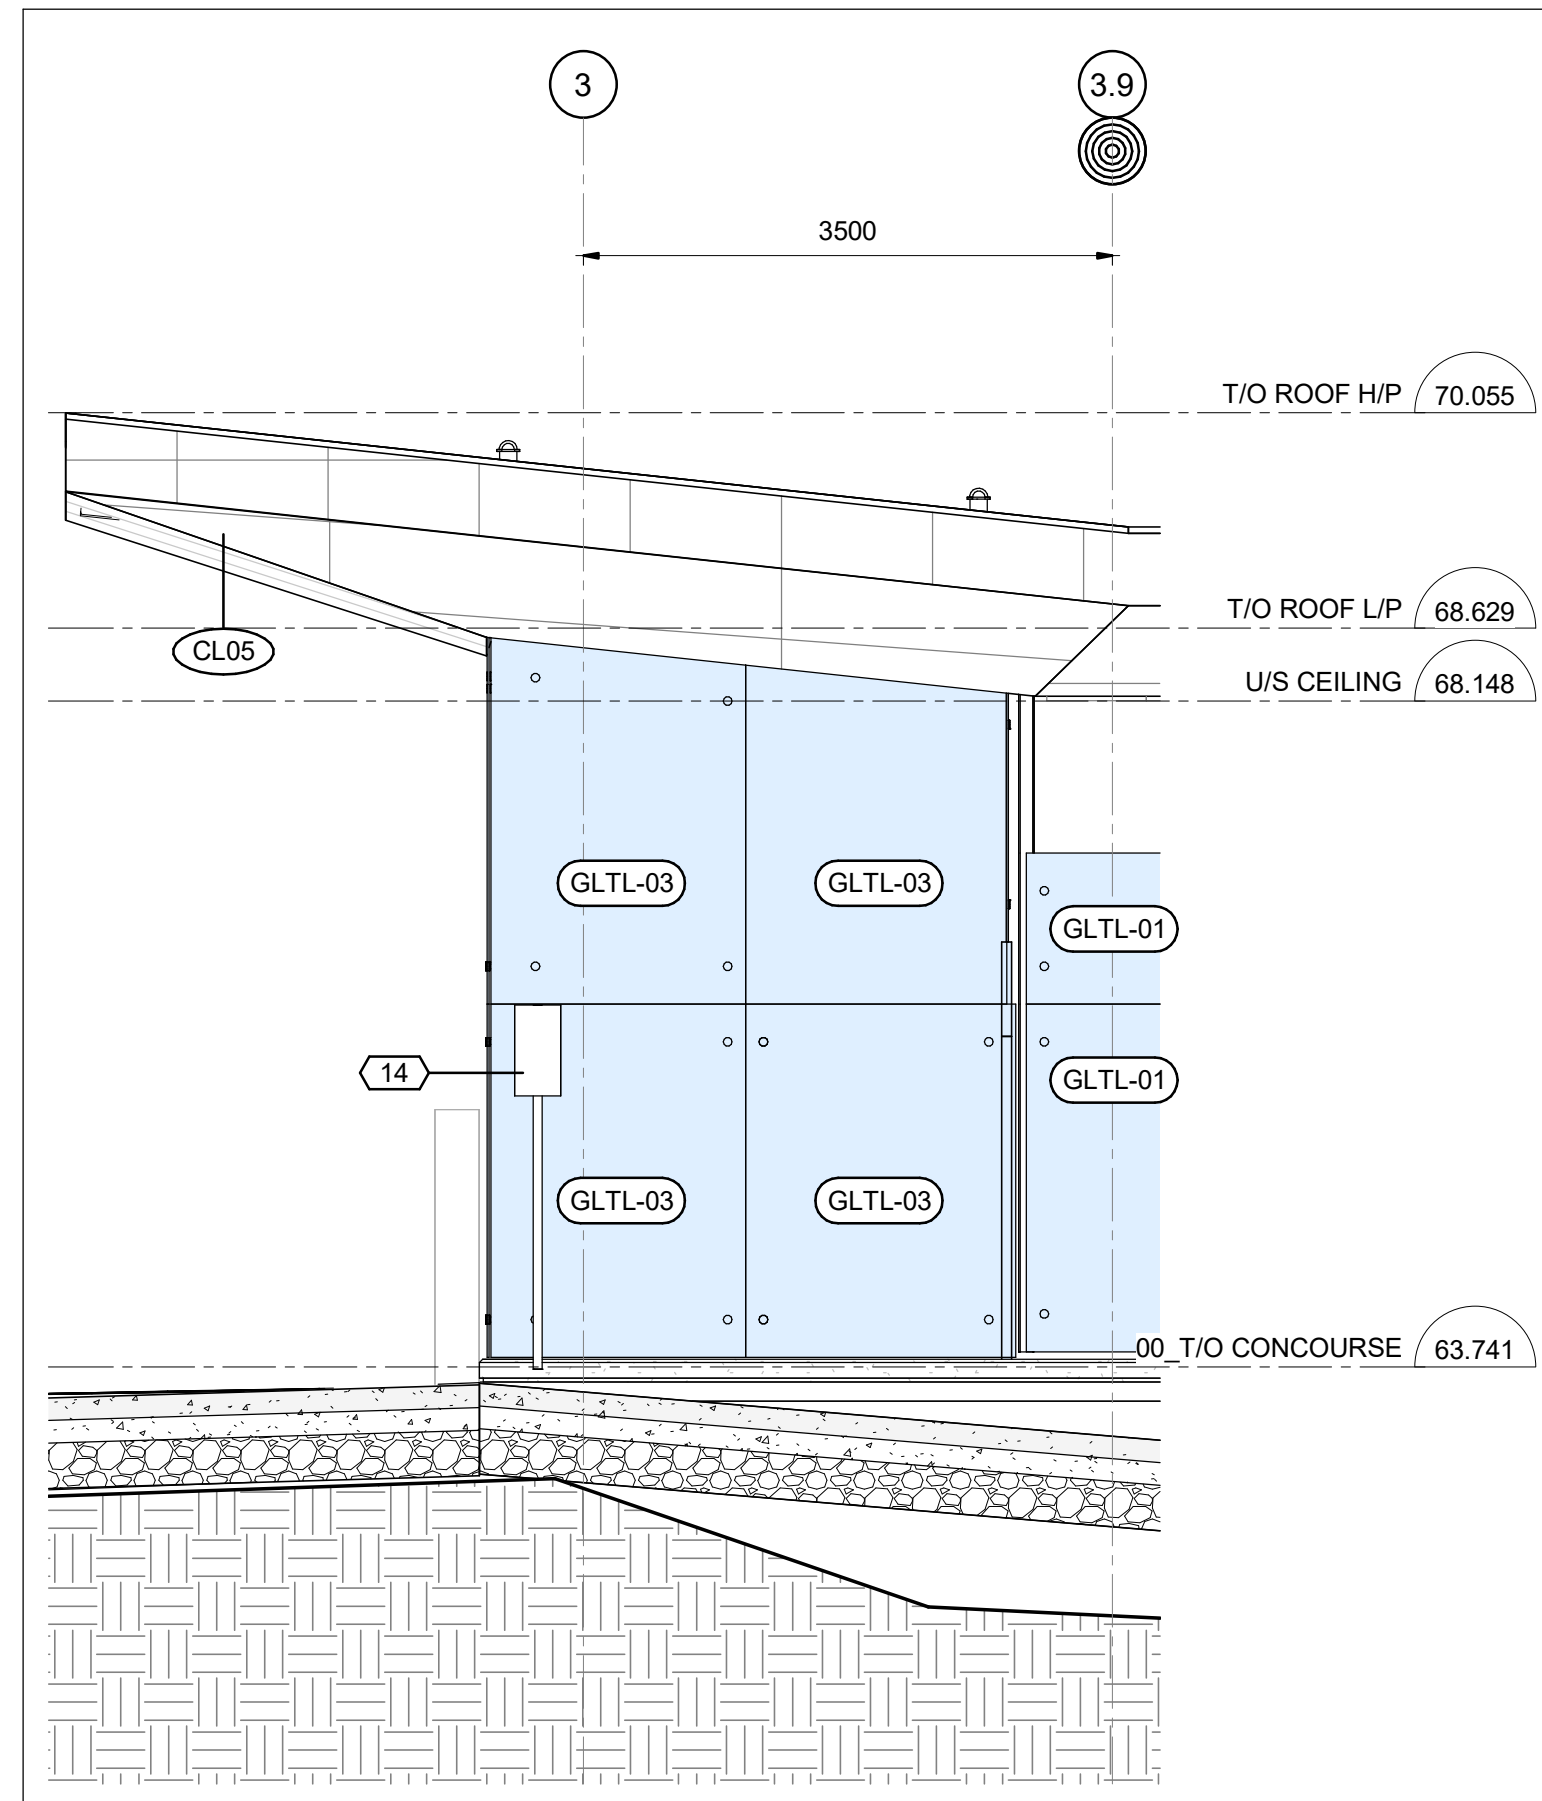 3
3.9
3500
T/O ROOF H/P 70.055
T/O ROOF L/P 68.629
CL05
U/S CEILING 68.148
GLTL-03 GLTL-03
GLTL-01
14
GLTL-01
GLTL-03 GLTL-03
00_T/O CONCOURSE 63.741